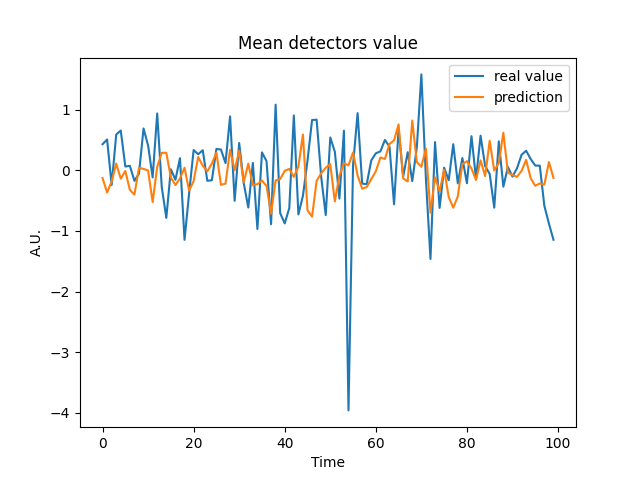 Mean detectors value
real value
prediction
1
0
−1
−2
−3
−4
A.U.
0 20 40 60 80 100
Time